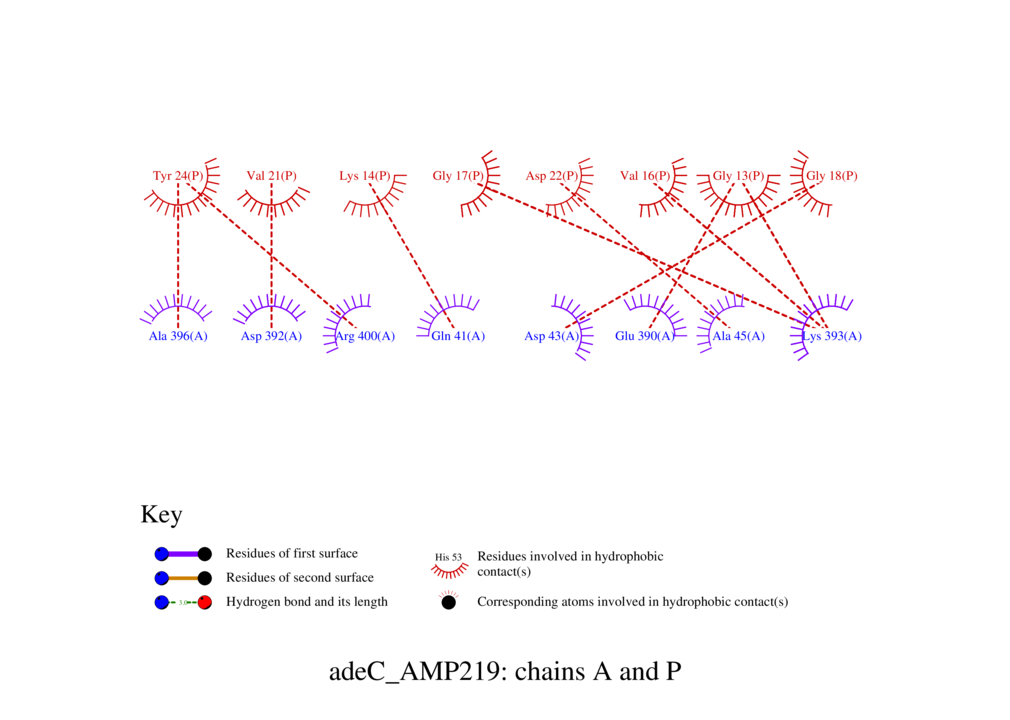 Tyr 24(P) Val 21(P) Lys 14(P) Gly 17(P) Asp 22(P) Val 16(P) Gly 13(P) Gly 18(P)
Ala 396(A) Asp 392(A) Arg 400(A) Gln 41(A) Asp 43(A) Glu 390(A) Ala 45(A) Lys 393(A)
Key
Residues of first surface
Residues of second surface
3.0
Hydrogen bond and its length
His 53
Residues involved in hydrophobic
contact(s)
Corresponding atoms involved in hydrophobic contact(s)
adeC_AMP219: chains A and P